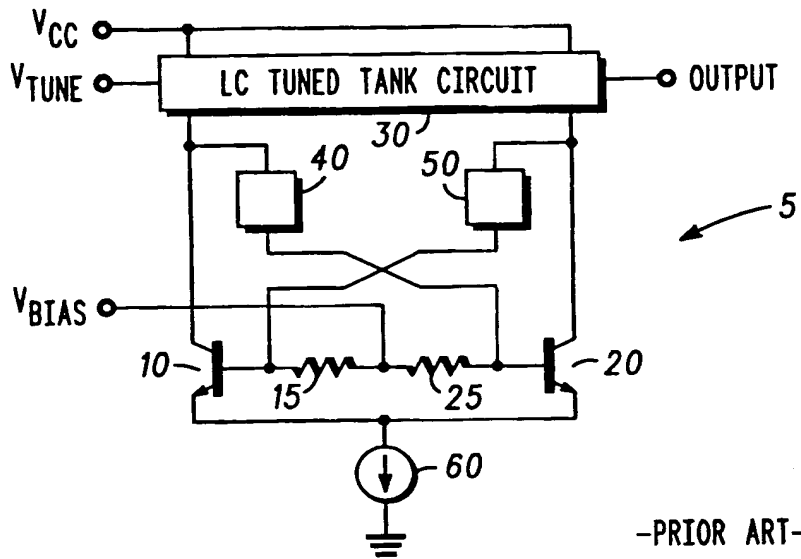 VCC
VTUNE
LC TUNED TANK CIRCUIT
OUTPUT
30
40
50
5
VBIAS
10
15
25
20
60
-PRIOR ART-